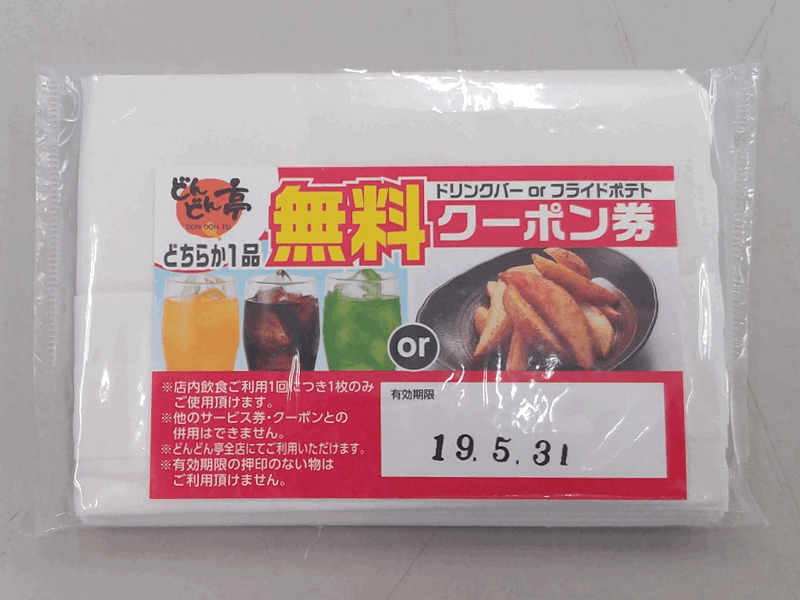 どんどん亭
DON DON TEI
どちらか1品
無料
ドリンクバー or フライドポテト
クーポン券
or
※店内飲食ご利用1回につき1枚のみ
ご使用頂けます。
※他のサービス券・クーポンとの
併用はできません。
※どんどん亭全店にてご利用いただけます。
※有効期限の押印のない物は
ご利用頂けません。
有効期限
19.5.31